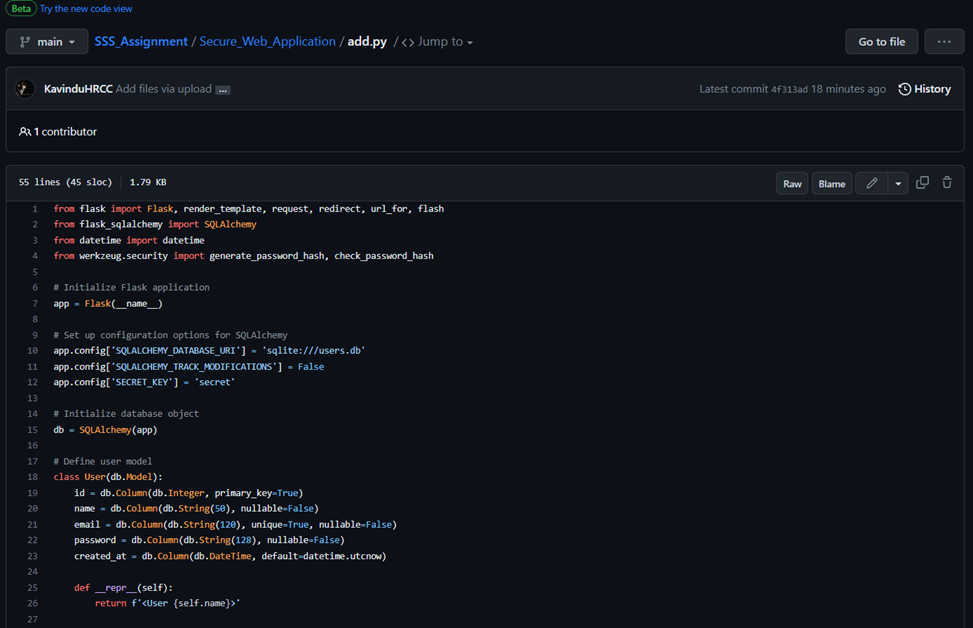 Beta Try the new code view
main SSS_Assignment / Secure_Web_Application / add.py / <> Jump to Go to file ...
KavinduHRCC Add files via upload ... Latest commit 4f313ad 18 minutes ago History
1 contributor
55 lines (45 sloc) 1.79 KB Raw Blame
1 from flask import Flask, render_template, request, redirect, url_for, flash
2 from flask_sqlalchemy import SQLAlchemy
3 from datetime import datetime
4 from werkzeug.security import generate_password_hash, check_password_hash
5
6 # Initialize Flask application
7 app = Flask(__name__)
8
9 # Set up configuration options for SQLAlchemy
10 app.config['SQLALCHEMY_DATABASE_URI'] = 'sqlite:///users.db'
11 app.config['SQLALCHEMY_TRACK_MODIFICATIONS'] = False
12 app.config['SECRET_KEY'] = 'secret'
13
14 # Initialize database object
15 db = SQLAlchemy(app)
16
17 # Define user model
18 class User(db.Model):
19 id = db.Column(db.Integer, primary_key=True)
20 name = db.Column(db.String(50), nullable=False)
21 email = db.Column(db.String(120), unique=True, nullable=False)
22 password = db.Column(db.String(128), nullable=False)
23 created_at = db.Column(db.DateTime, default=datetime.utcnow)
24
25 def __repr__(self):
26 return f'<User {self.name}>'
27